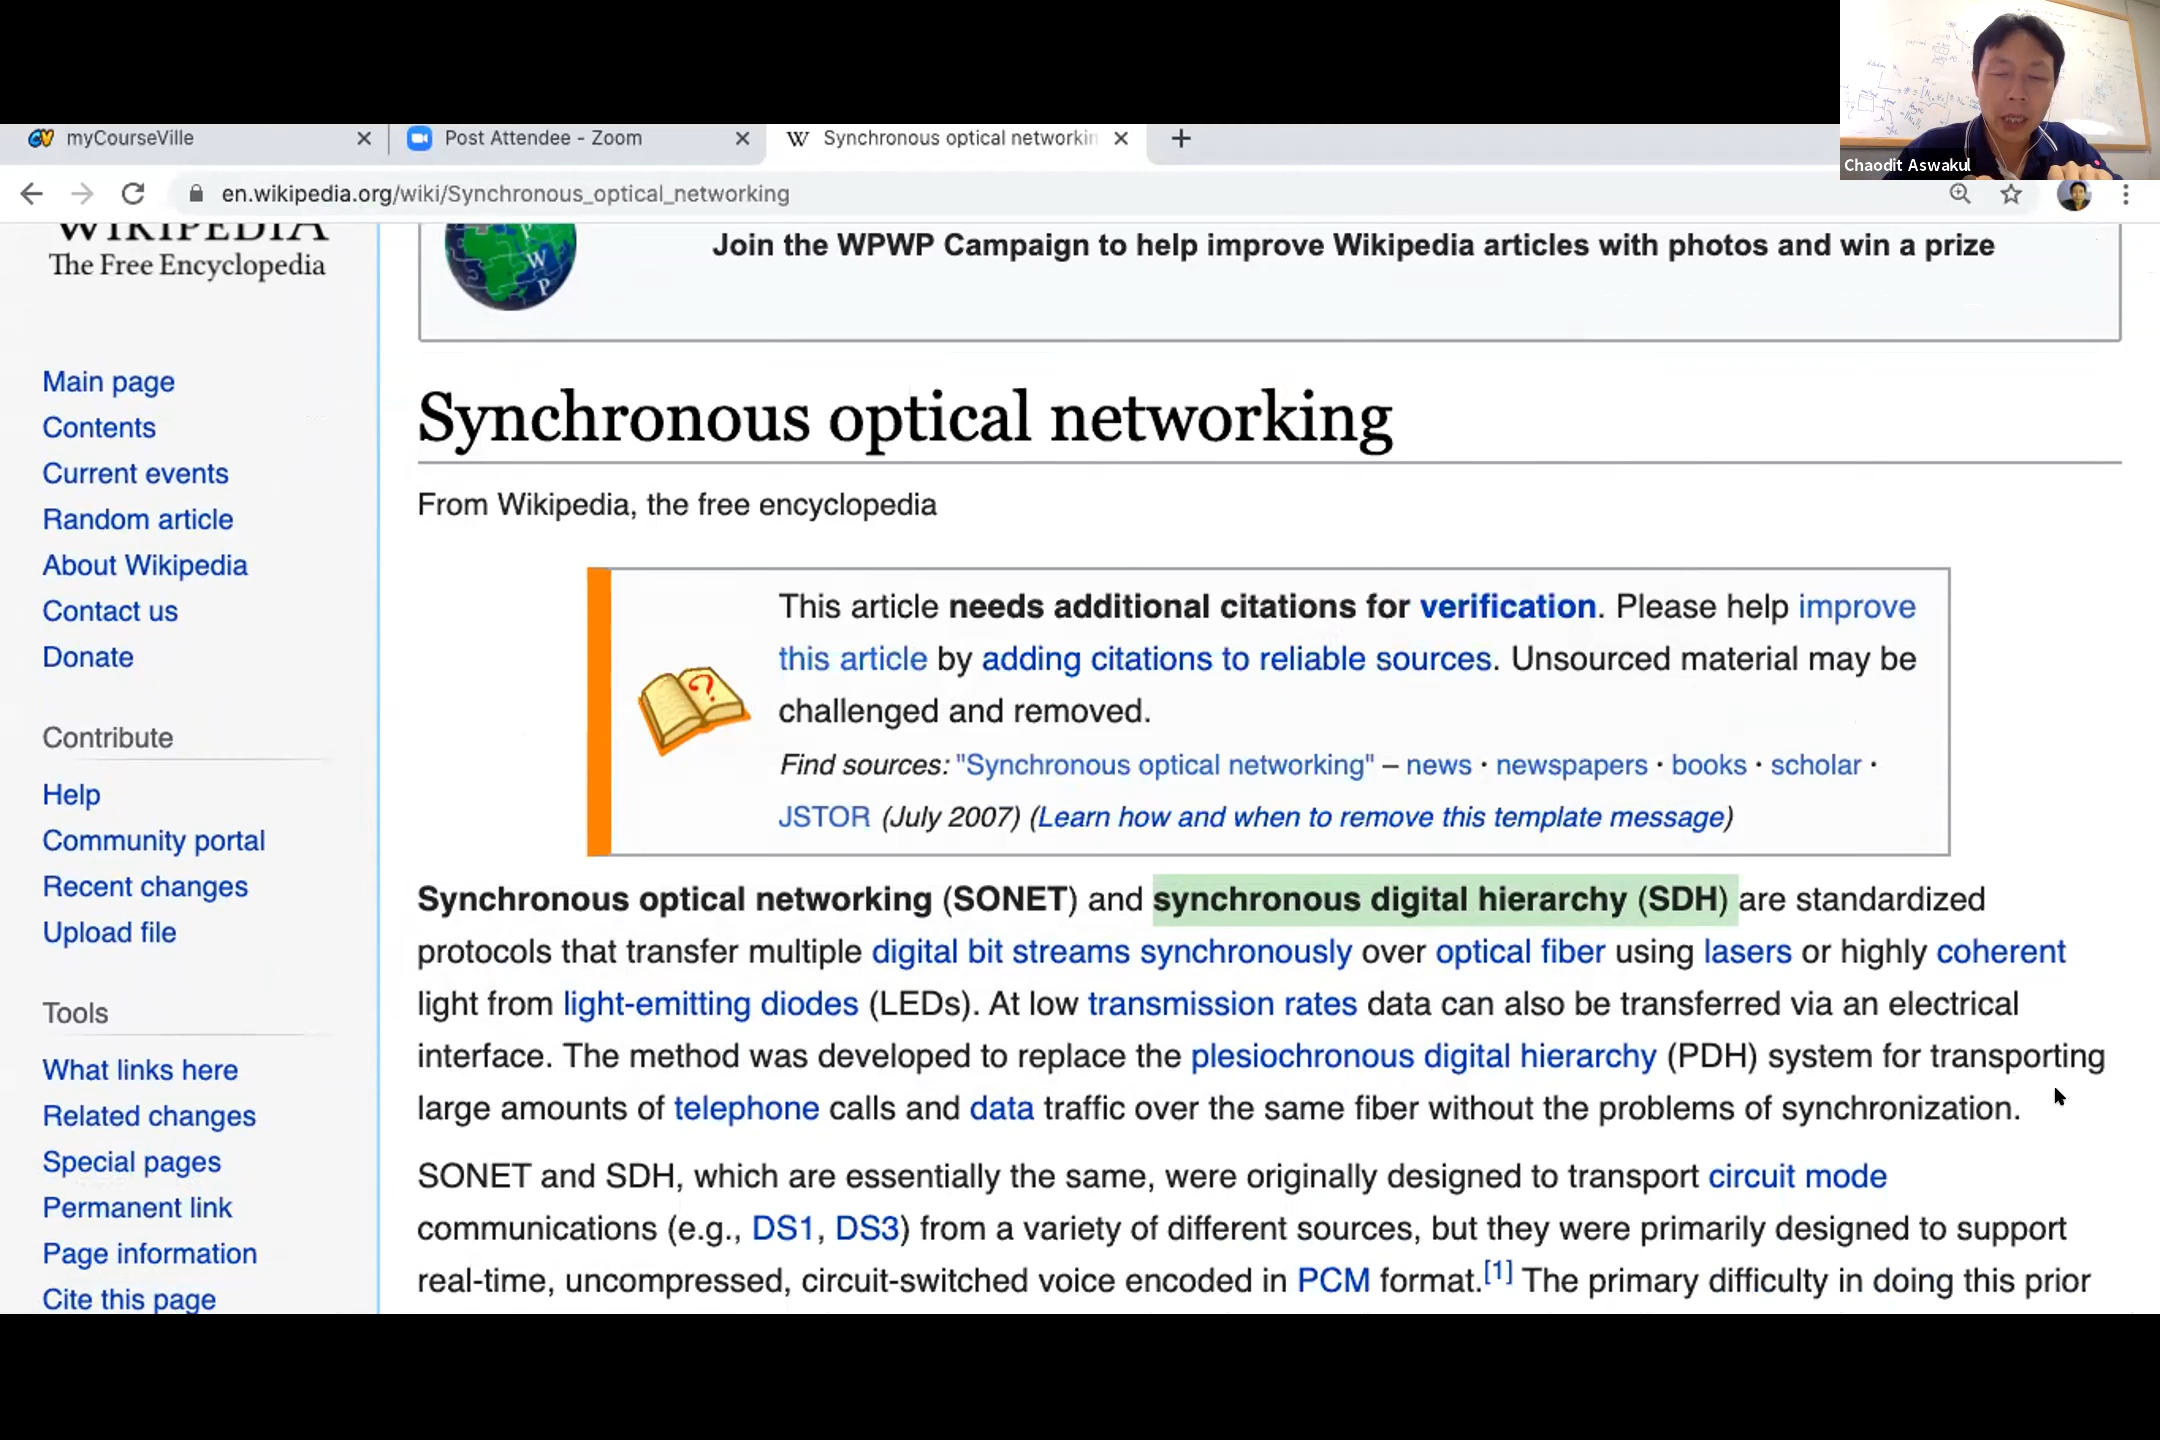 myCourseVille
Post Attendee - Zoom
Synchronous optical networkin
en.wikipedia.org/wiki/Synchronous_optical_networking
Chaodit Aswakul
WIKIPEDIA
The Free Encyclopedia
Main page
Contents
Current events
Random article
About Wikipedia
Contact us
Donate
Contribute
Help
Community portal
Recent changes
Upload file
Tools
What links here
Related changes
Special pages
Permanent link
Page information
Cite this page
W
P
Join the WPWP Campaign to help improve Wikipedia articles with photos and win a prize
Synchronous optical networking
From Wikipedia, the free encyclopedia
This article needs additional citations for verification. Please help improve
this article by adding citations to reliable sources. Unsourced material may be
challenged and removed.
Find sources: "Synchronous optical networking" – news · newspapers · books · scholar ·
JSTOR (July 2007) (Learn how and when to remove this template message)
Synchronous optical networking (SONET) and synchronous digital hierarchy (SDH) are standardized
protocols that transfer multiple digital bit streams synchronously over optical fiber using lasers or highly coherent
light from light-emitting diodes (LEDs). At low transmission rates data can also be transferred via an electrical
interface. The method was developed to replace the plesiochronous digital hierarchy (PDH) system for transporting
large amounts of telephone calls and data traffic over the same fiber without the problems of synchronization.
SONET and SDH, which are essentially the same, were originally designed to transport circuit mode
communications (e.g., DS1, DS3) from a variety of different sources, but they were primarily designed to support
real-time, uncompressed, circuit-switched voice encoded in PCM format.[1] The primary difficulty in doing this prior